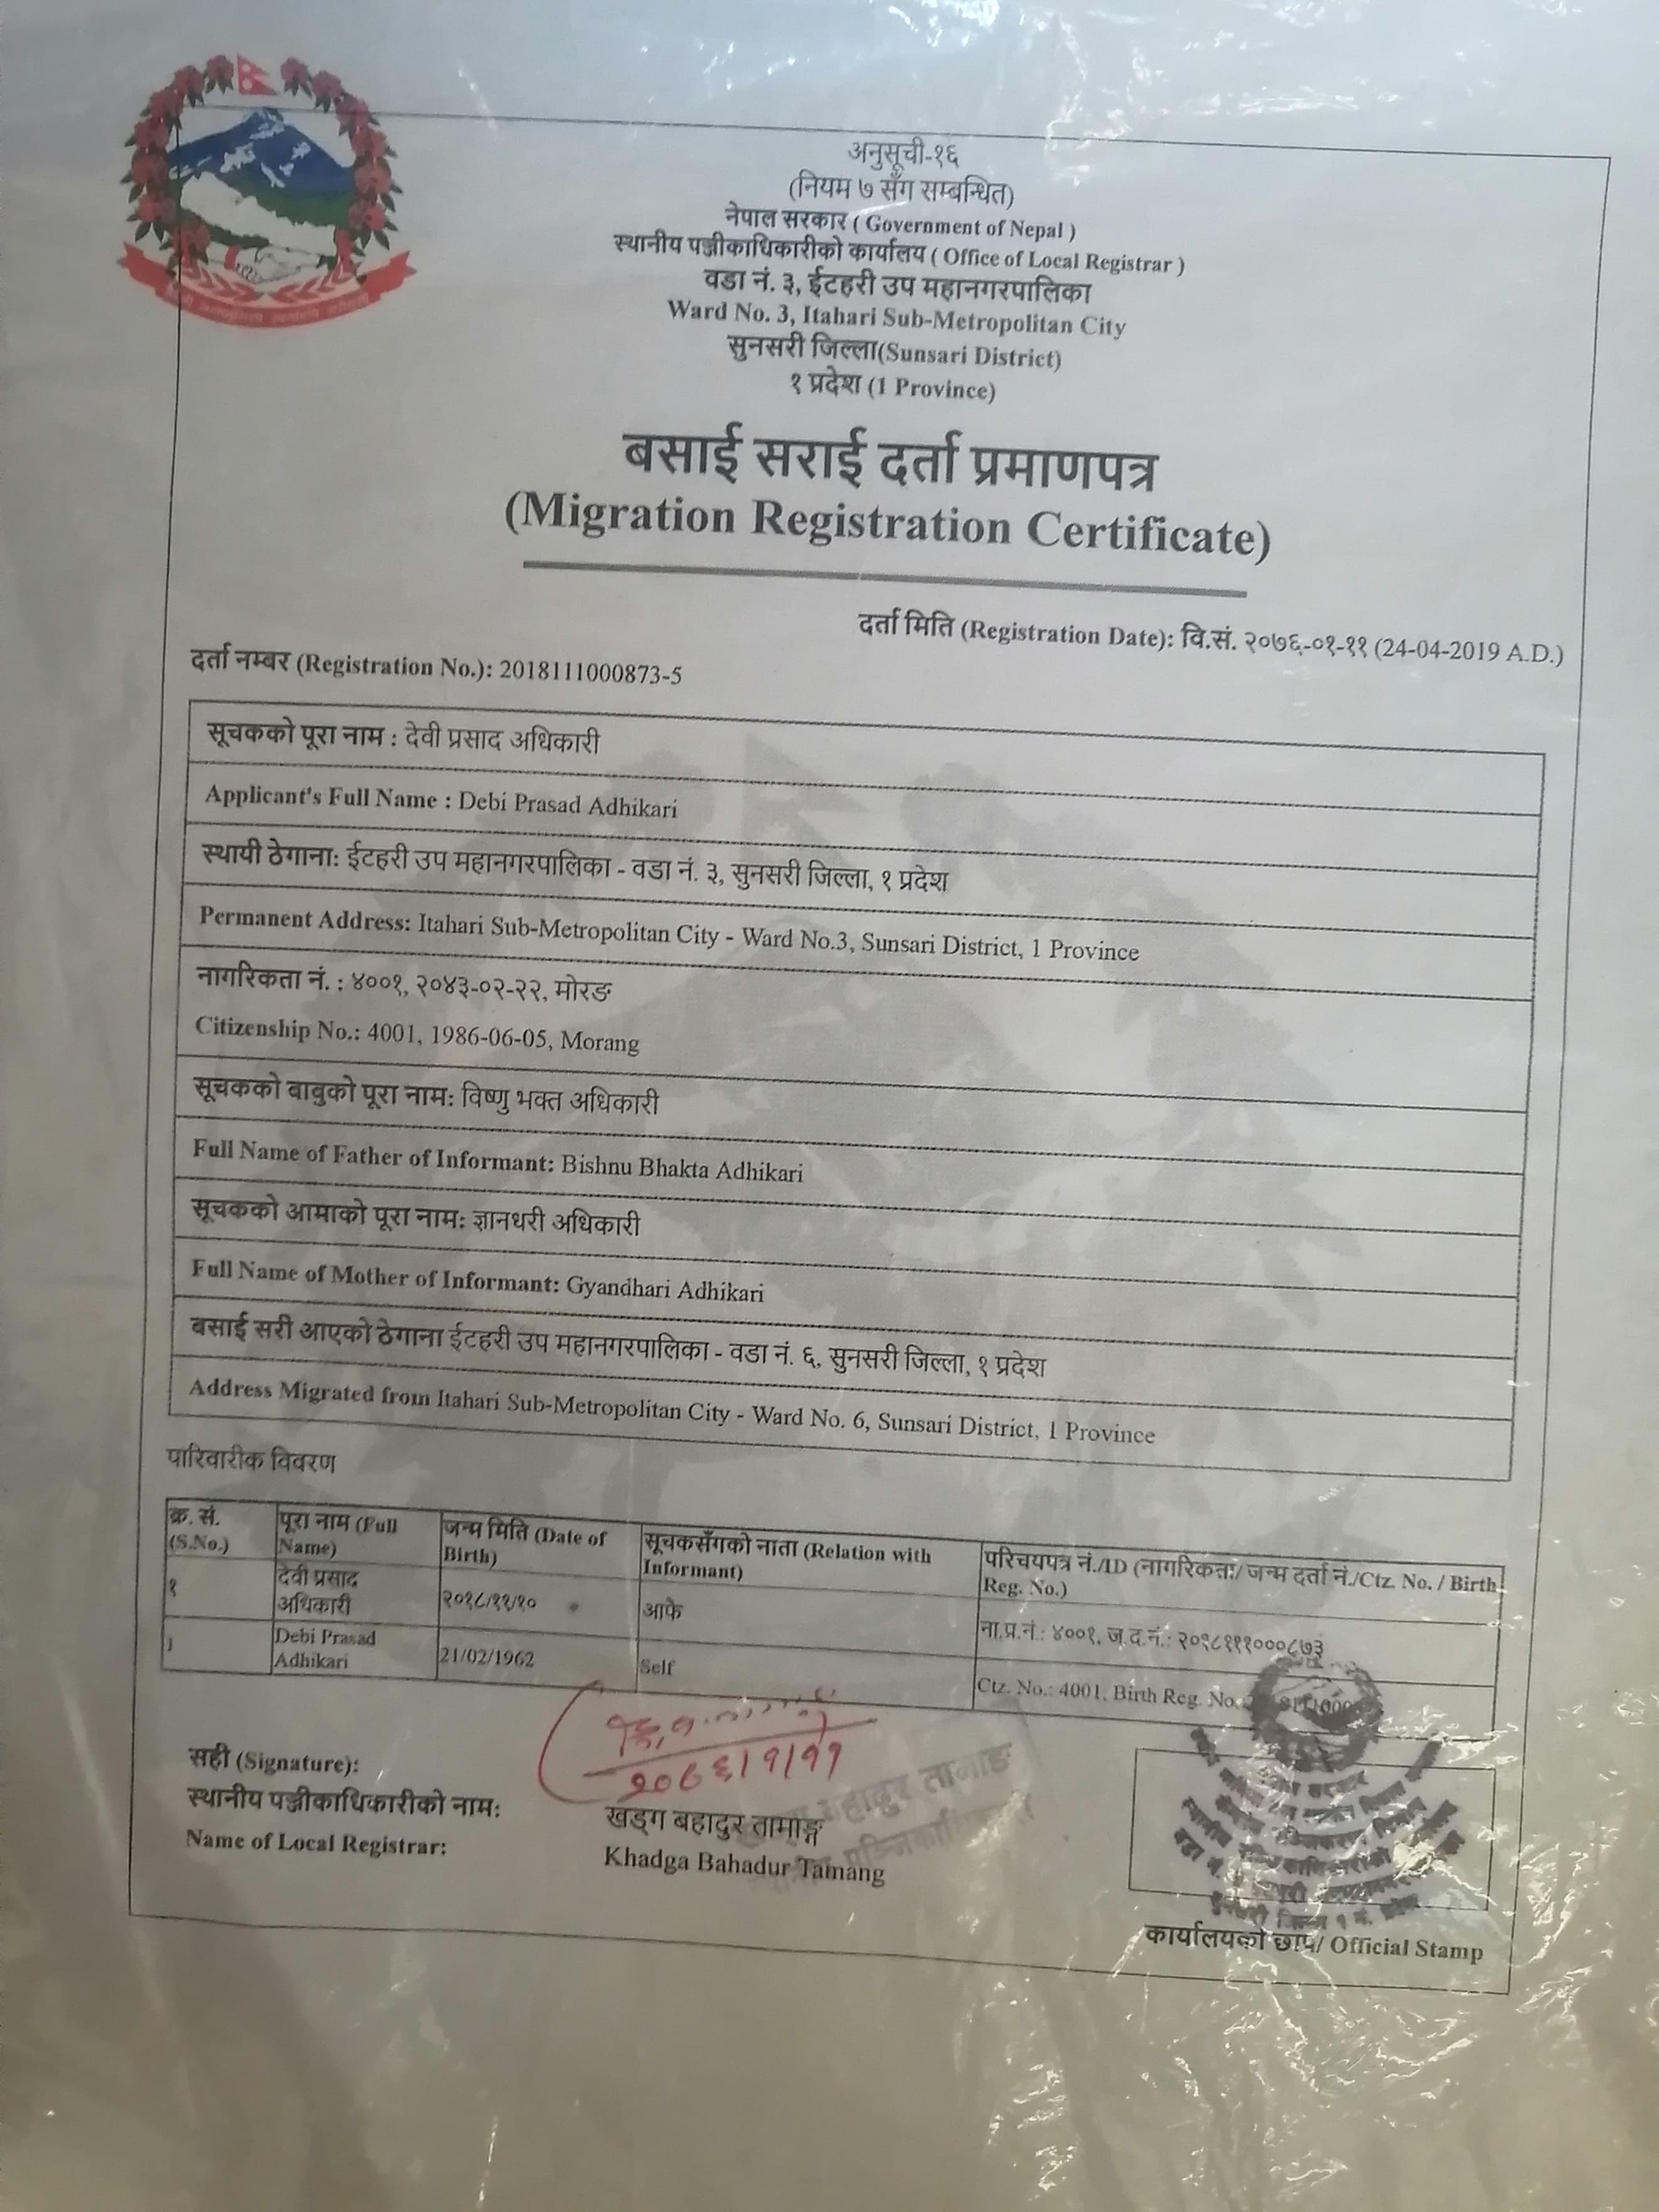 अनुसूची-१६
(नियम ७ सँग सम्बन्धित)
नेपाल सरकार ( Government of Nepal )
स्थानीय पञ्जीकाधिकारीको कार्यालय ( Office of Local Registrar )
वडा नं. ३, ईटहरी उप महानगरपालिका
Ward No. 3, Itahari Sub-Metropolitan City
सुनसरी जिल्ला(Sunsari District)
१ प्रदेश (1 Province)
बसाई सराई दर्ता प्रमाणपत्र
(Migration Registration Certificate)
दर्ता मिति (Registration Date): वि.सं. २०७६-०१-११ (24-04-2019 A.D.)
दर्ता नम्बर (Registration No.): 2018111000873-5
सूचकको पूरा नाम : देवी प्रसाद अधिकारी
Applicant's Full Name : Debi Prasad Adhikari
स्थायी ठेगाना: ईटहरी उप महानगरपालिका - वडा नं. ३, सुनसरी जिल्ला, १ प्रदेश
Permanent Address: Itahari Sub-Metropolitan City - Ward No.3, Sunsari District, 1 Province
नागरिकता नं. : ४००१, २०४३-०२-२२, मोरङ
Citizenship No.: 4001, 1986-06-05, Morang
सूचकको बाबुको पूरा नाम: विष्णु भक्त अधिकारी
Full Name of Father of Informant: Bishnu Bhakta Adhikari
सूचकको आमाको पूरा नाम: ज्ञानधरी अधिकारी
Full Name of Mother of Informant: Gyandhari Adhikari
बसाई सरी आएको ठेगाना ईटहरी उप महानगरपालिका - वडा नं. ६, सुनसरी जिल्ला, १ प्रदेश
Address Migrated from Itahari Sub-Metropolitan City - Ward No. 6, Sunsari District, 1 Province
पारिवारीक विवरण
क्र. सं. (S.No.) पूरा नाम (Full Name) जन्म मिति (Date of Birth) सूचकसँगको नाता (Relation with Informant) परिचयपत्र नं./ID (नागरिकता/ जन्म दर्ता नं./Ctz. No. / Birth Reg. No.)
१ देवी प्रसाद अधिकारी २०१८/११/१० आफै ना.प्र.नं.: ४००१, ज.द.नं.: २०१८१११०००८७३
1 Debi Prasad Adhikari 21/02/1962 Self Ctz. No.: 4001, Birth Reg. No.
२०७६।१।११
सही (Signature):
स्थानीय पञ्जीकाधिकारीको नाम: खड्ग बहादुर तामाङ्ग
Name of Local Registrar: Khadga Bahadur Tamang
बहादुर तामाङ
पञ्जिकाधिकारी
कार्यालयको छाप/ Official Stamp